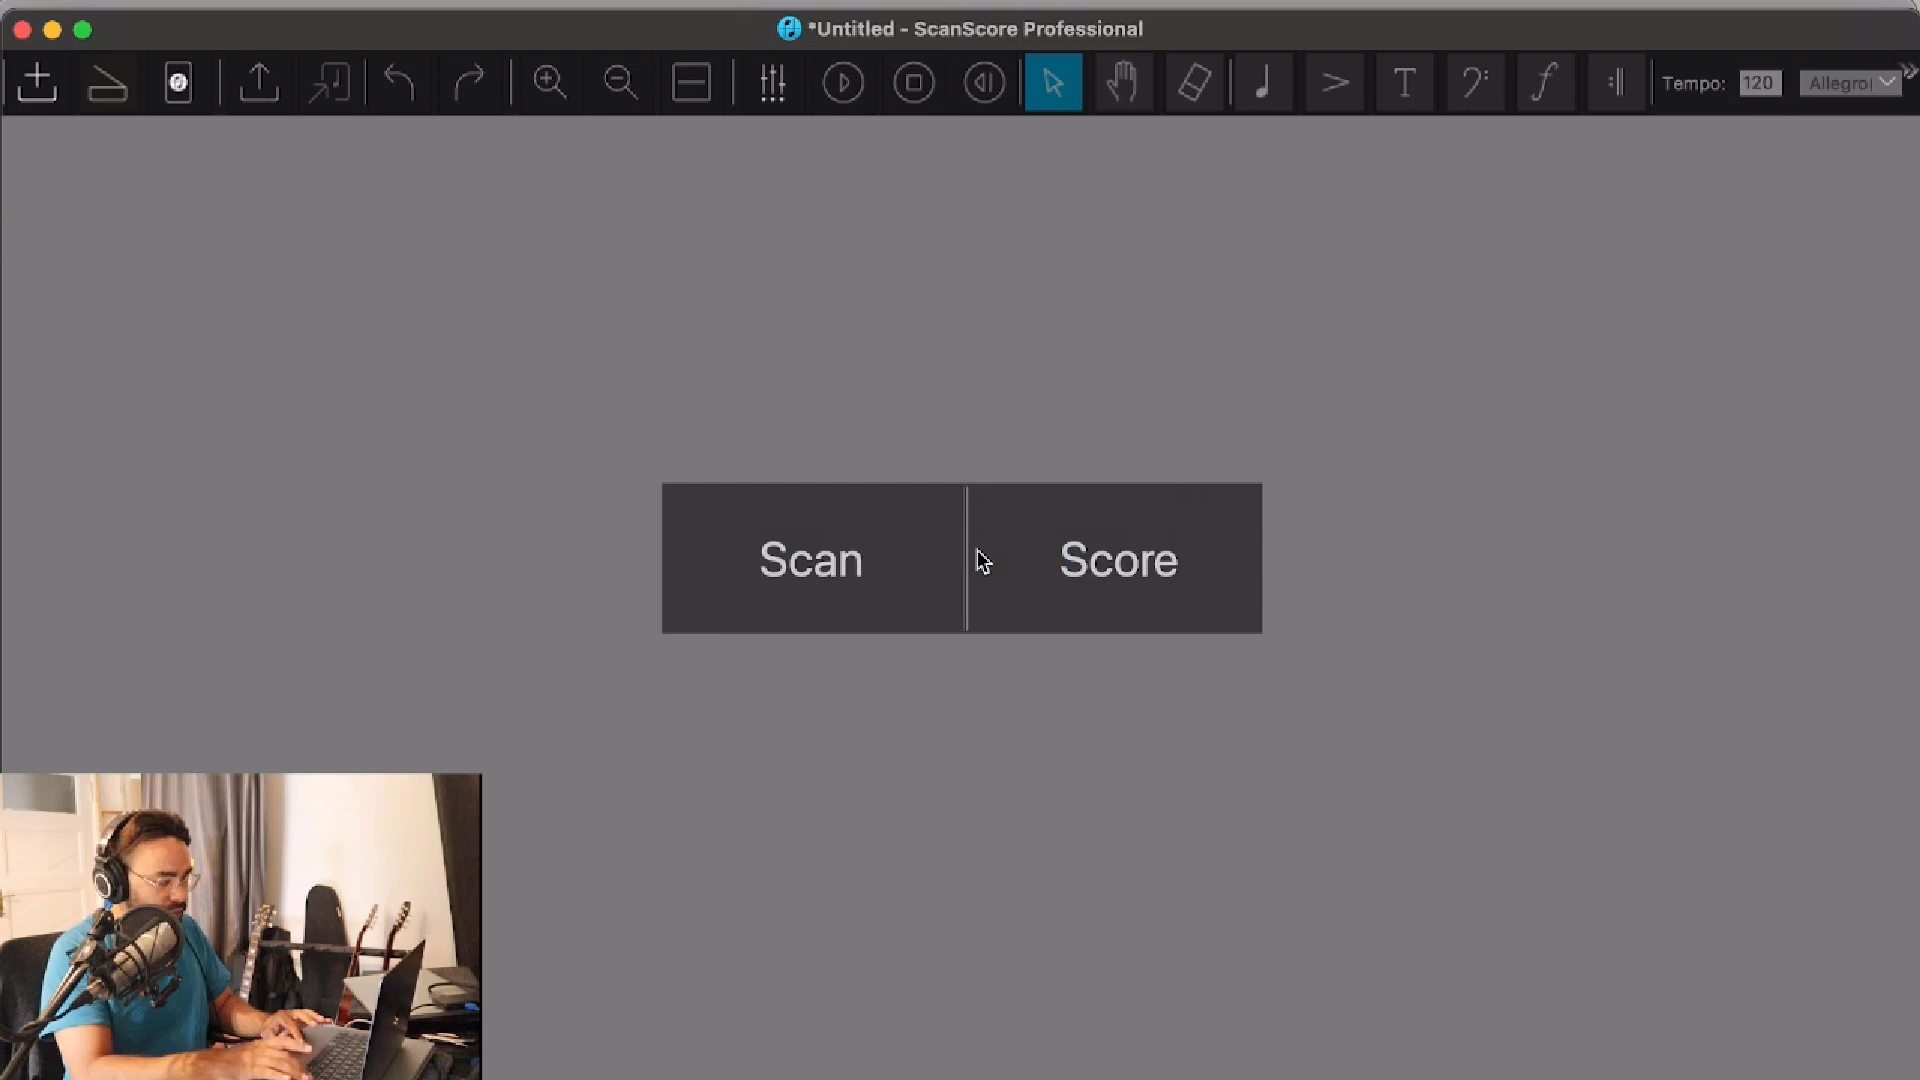 *Untitled - ScanScore Professional
T
Tempo: 120 Allegro
Scan
Score